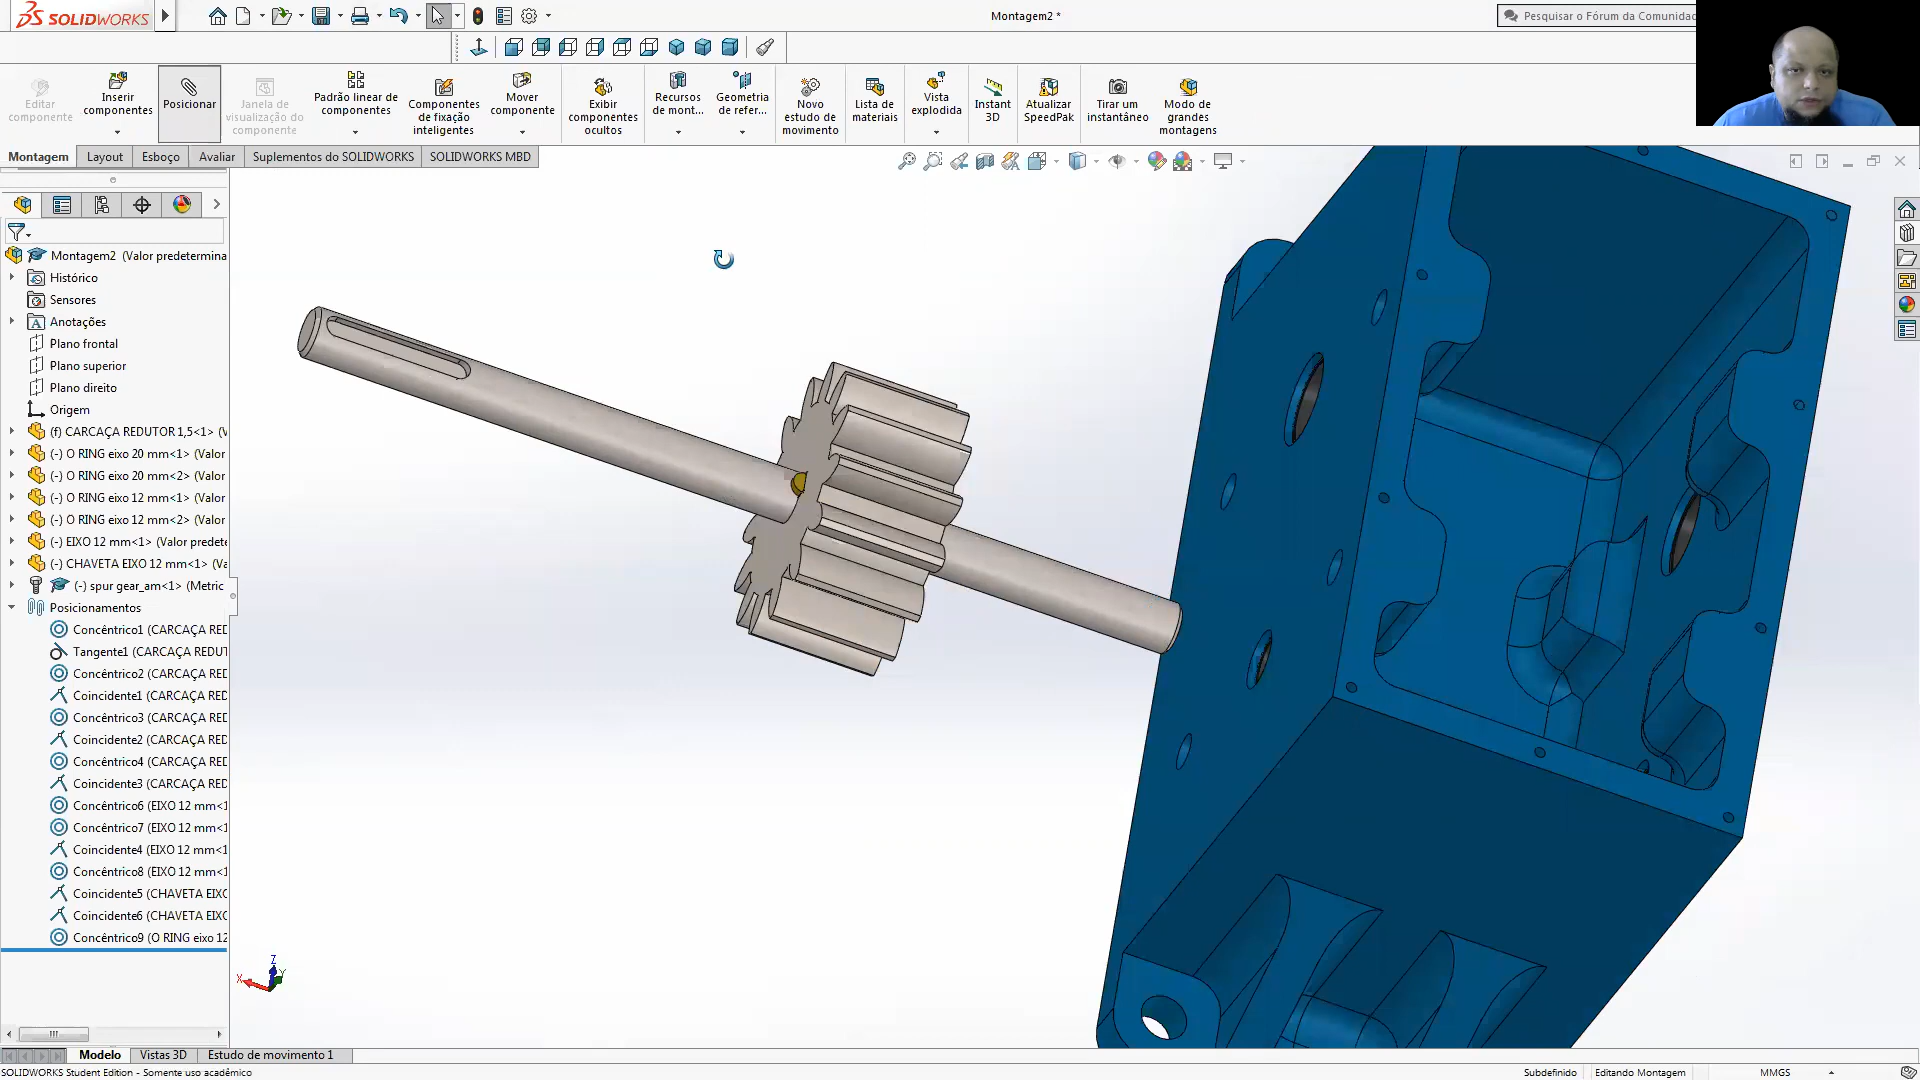 SOLIDWORKS
Montagem2 *
Pesquisar o Fórum da Comunidad
Editar componente
Inserir componentes
Posicionar
Janela de visualização do componente
Padrão linear de componentes
Componentes de fixação inteligentes
Mover componente
Exibir componentes ocultos
Recursos de mont...
Geometria de refer...
Novo estudo de movimento
Lista de materiais
Vista explodida
Instant 3D
Atualizar SpeedPak
Tirar um instantâneo
Modo de grandes montagens
Montagem
Layout
Esboço
Avaliar
Suplementos do SOLIDWORKS
SOLIDWORKS MBD
Montagem2 (Valor predetermina
Histórico
Sensores
Anotações
Plano frontal
Plano superior
Plano direito
Origem
(f) CARCAÇA REDUTOR 1,5<1> (V
(-) O RING eixo 20 mm<1> (Valor
(-) O RING eixo 20 mm<2> (Valor
(-) O RING eixo 12 mm<1> (Valor
(-) O RING eixo 12 mm<2> (Valor
(-) EIXO 12 mm<1> (Valor predete
(-) CHAVETA EIXO 12 mm<1> (Va
(-) spur gear_am<1> (Metric
Posicionamentos
Concêntrico1 (CARCAÇA RED
Tangente1 (CARCAÇA REDUT
Concêntrico2 (CARCAÇA RED
Coincidente1 (CARCAÇA RED
Concêntrico3 (CARCAÇA RED
Coincidente2 (CARCAÇA RED
Concêntrico4 (CARCAÇA RED
Coincidente3 (CARCAÇA RED
Concêntrico6 (EIXO 12 mm<1
Concêntrico7 (EIXO 12 mm<1
Coincidente4 (EIXO 12 mm<1
Concêntrico8 (EIXO 12 mm<1
Coincidente5 (CHAVETA EIXO
Coincidente6 (CHAVETA EIXO
Concêntrico9 (O RING eixo 12
Z
X
Y
Modelo
Vistas 3D
Estudo de movimento 1
SOLIDWORKS Student Edition - Somente uso acadêmico
Subdefinido
Editando Montagem
MMGS